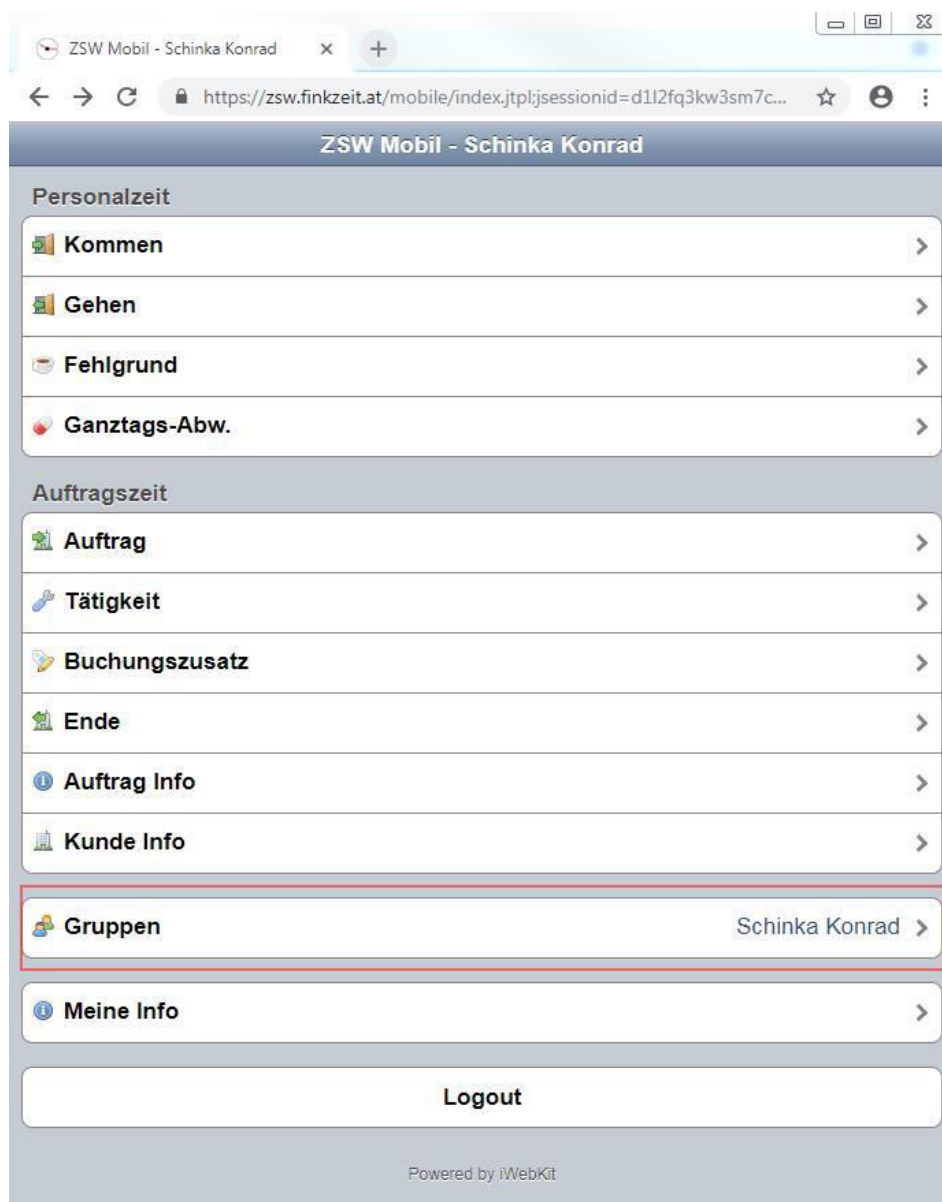 ZSW Mobil - Schinka Konrad
https://zsw.finkzeit.at/mobile/index.jtpl;jsessionid=d1l2fq3kw3sm7c...
ZSW Mobil - Schinka Konrad
Personalzeit
Kommen
Gehen
Fehlgrund
Ganztags-Abw.
Auftragszeit
Auftrag
Tätigkeit
Buchungszusatz
Ende
Auftrag Info
Kunde Info
Gruppen Schinka Konrad
Meine Info
Logout
Powered by iWebKit